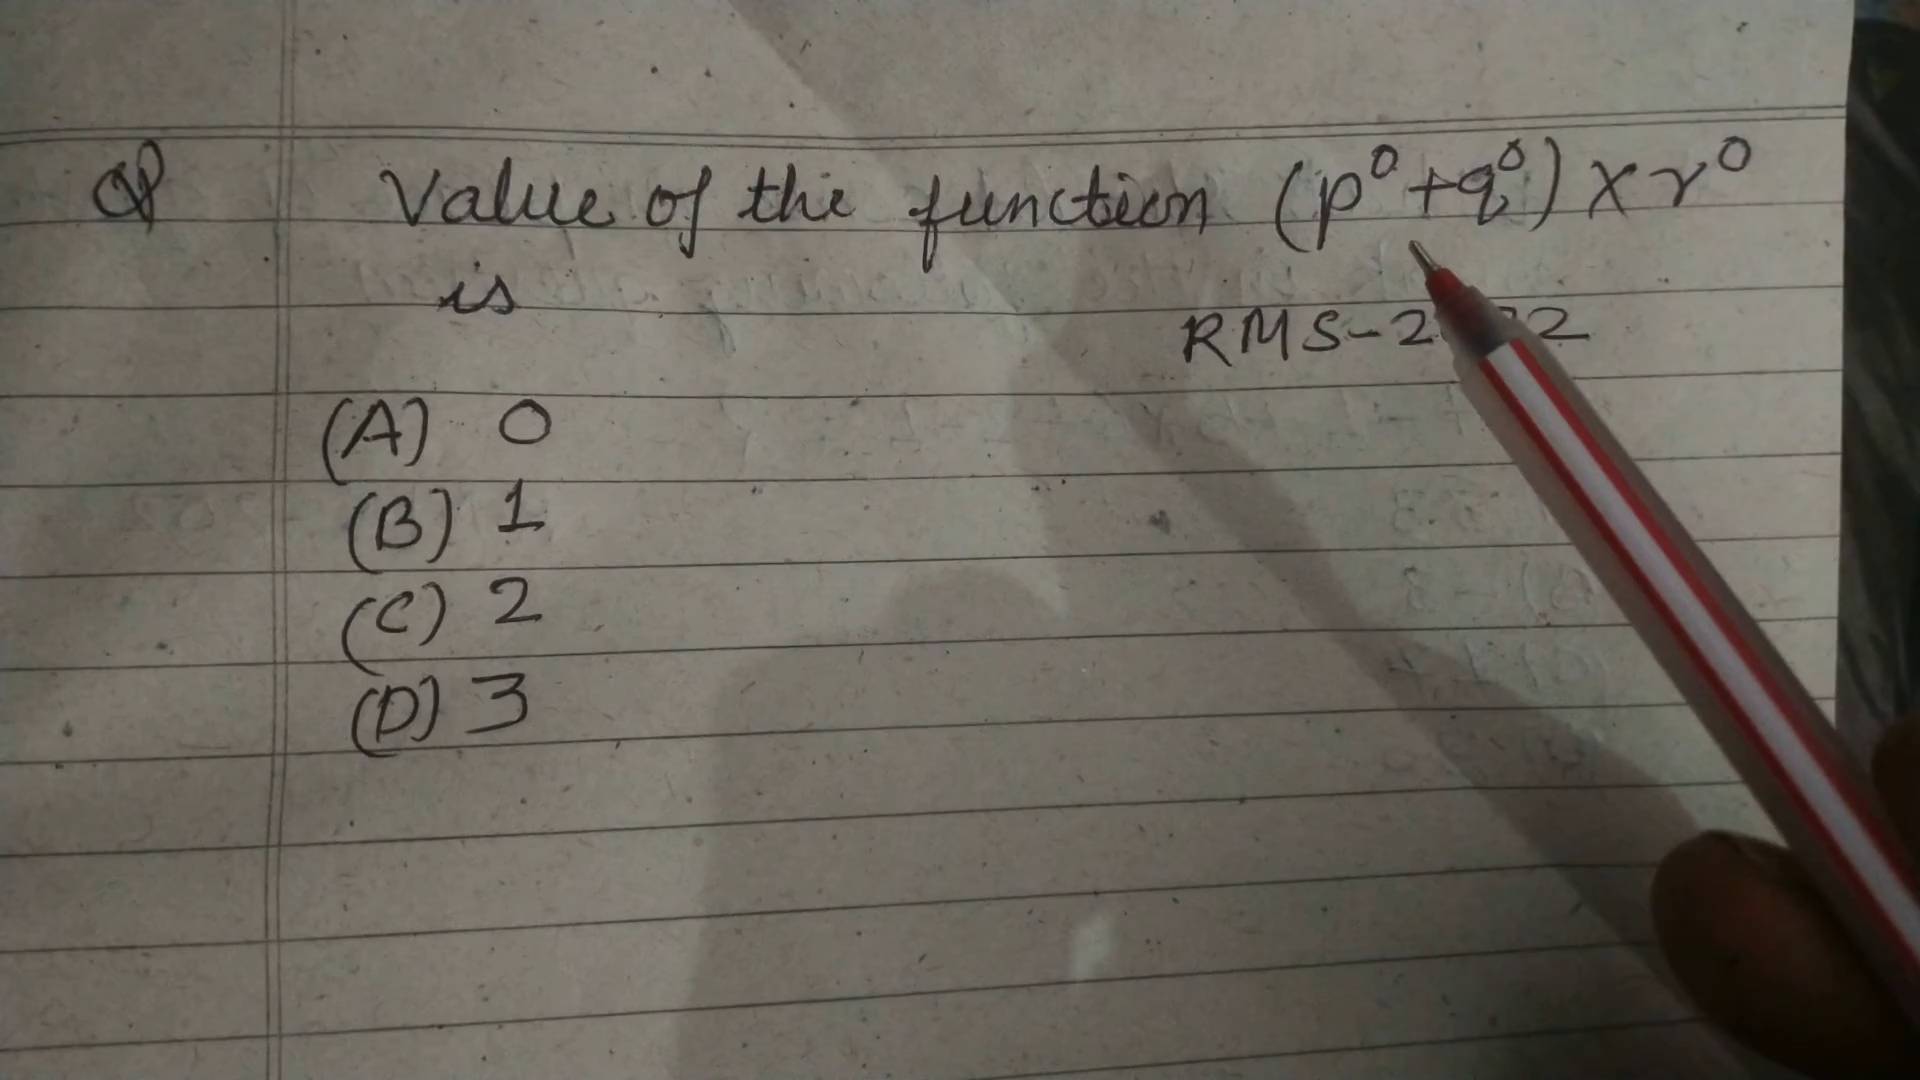 Q Value of the function (p⁰+q⁰)×r⁰
is
RMS-2
(A) 0
(B) 1
(C) 2
(D) 3